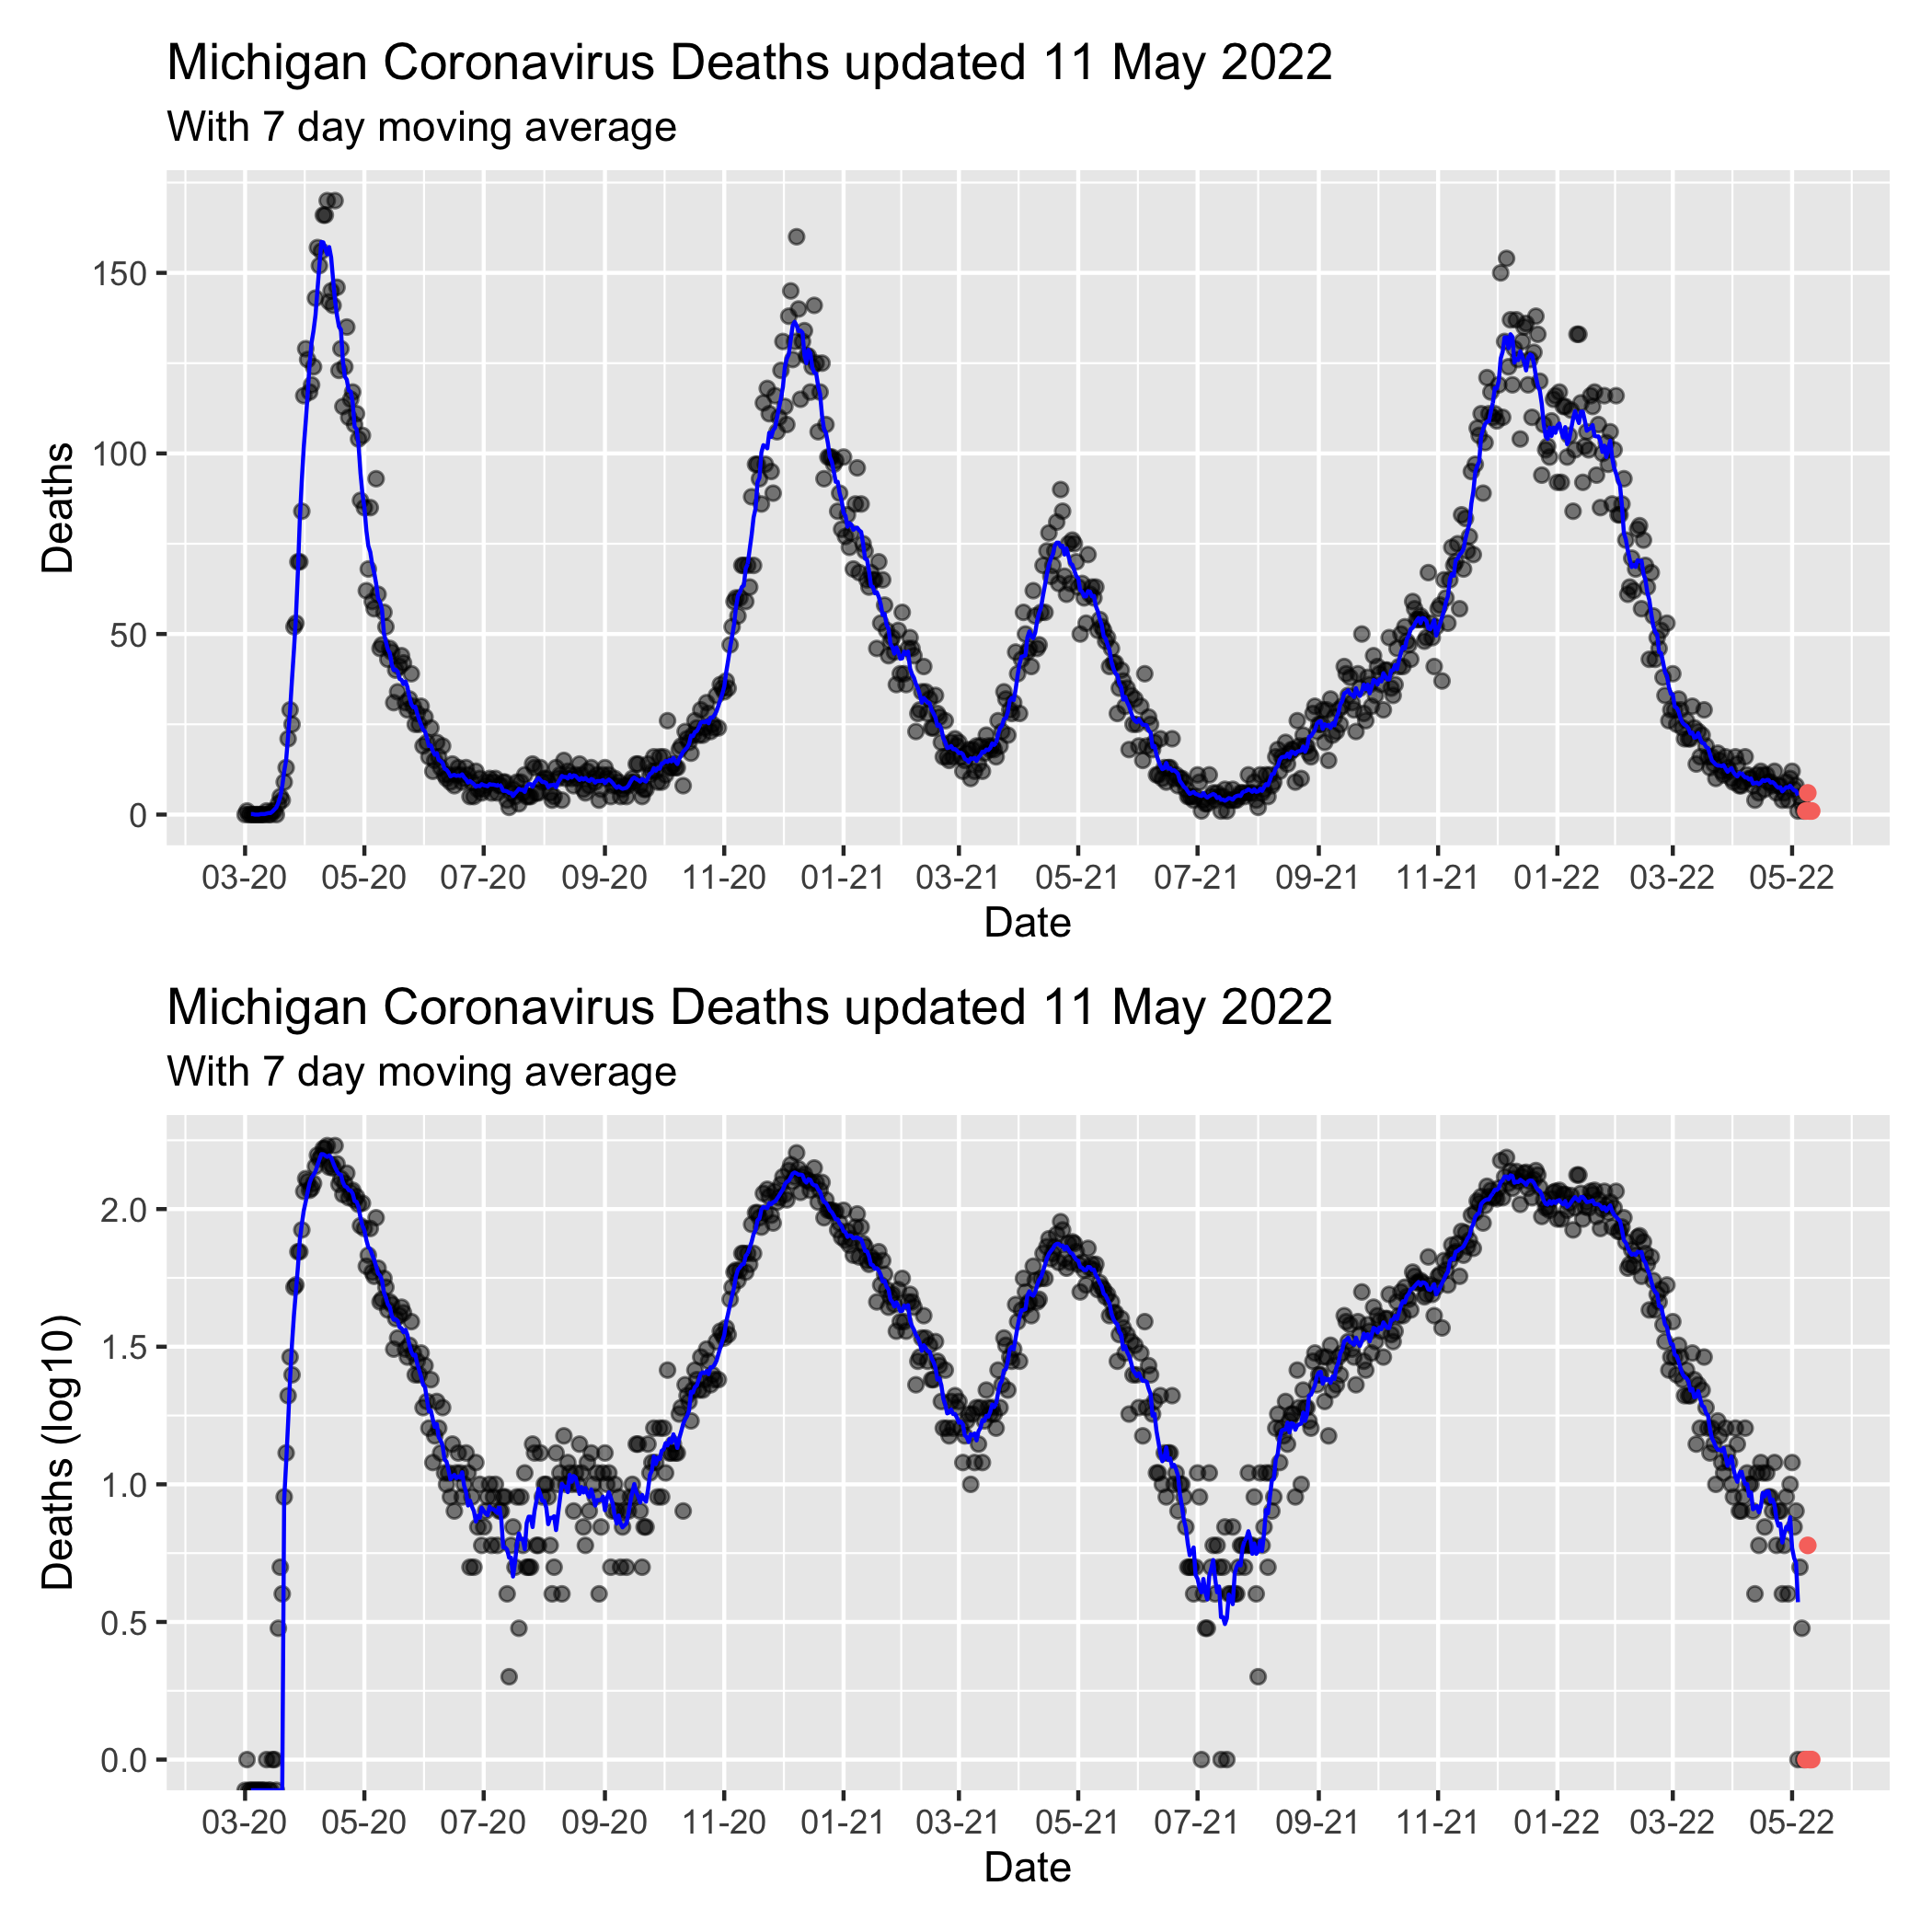 Michigan Coronavirus Deaths updated 11 May 2022
With 7 day moving average
Deaths
150
100
50
0
03-20 05-20 07-20 09-20 11-20 01-21 03-21 05-21 07-21 09-21 11-21 01-22 03-22 05-22
Date
Michigan Coronavirus Deaths updated 11 May 2022
With 7 day moving average
Deaths (log10)
2.0
1.5
1.0
0.5
0.0
03-20 05-20 07-20 09-20 11-20 01-21 03-21 05-21 07-21 09-21 11-21 01-22 03-22 05-22
Date